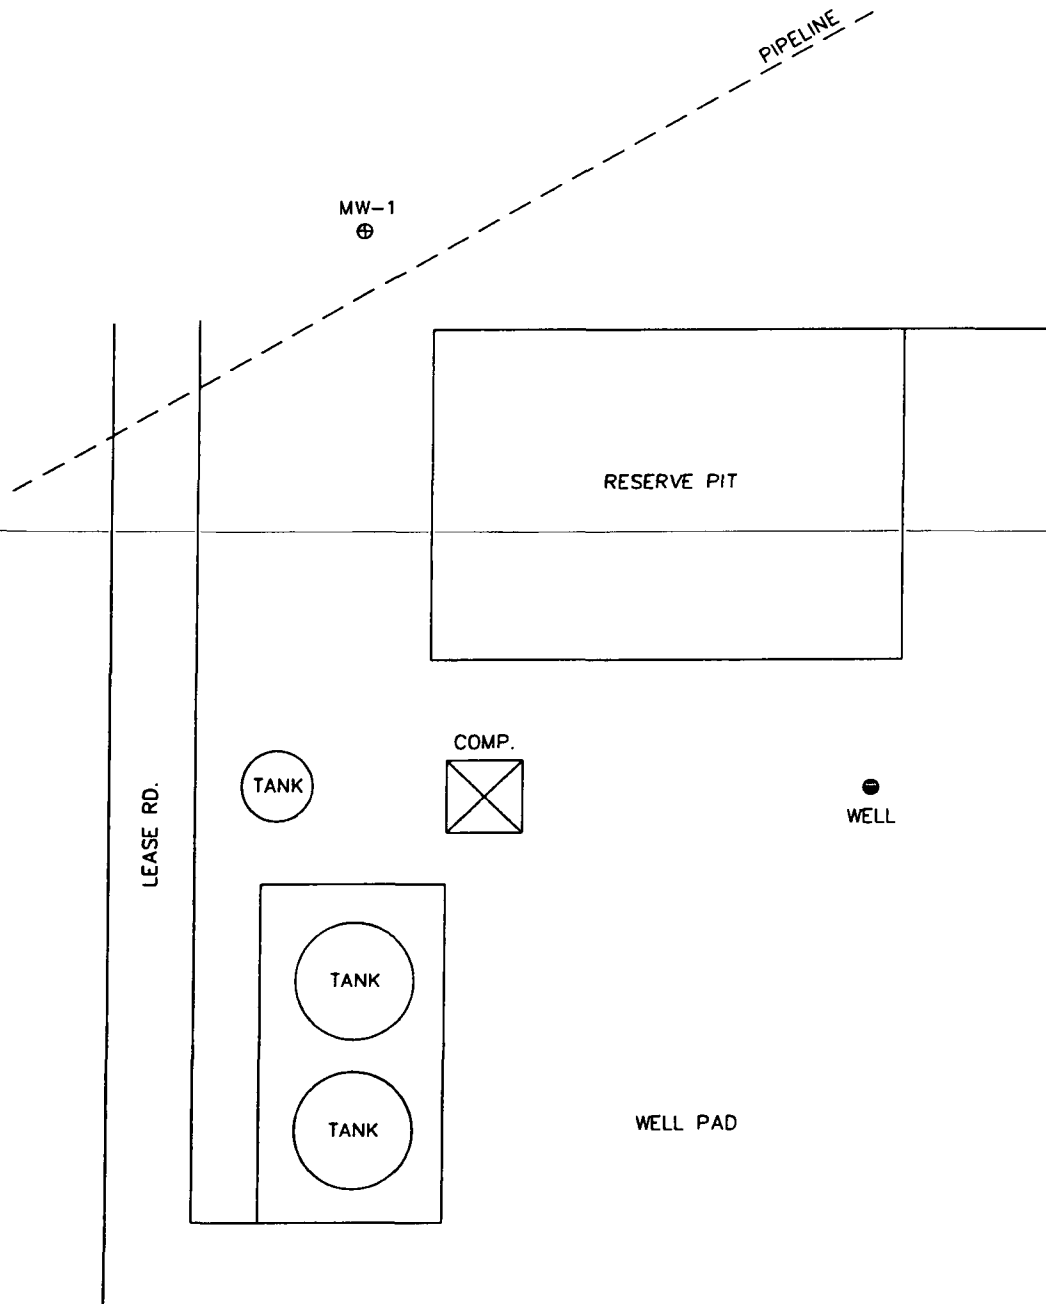 PIPELINE
MW-1
RESERVE PIT
COMP.
TANK
LEASE RD.
WELL
TANK
TANK
WELL PAD